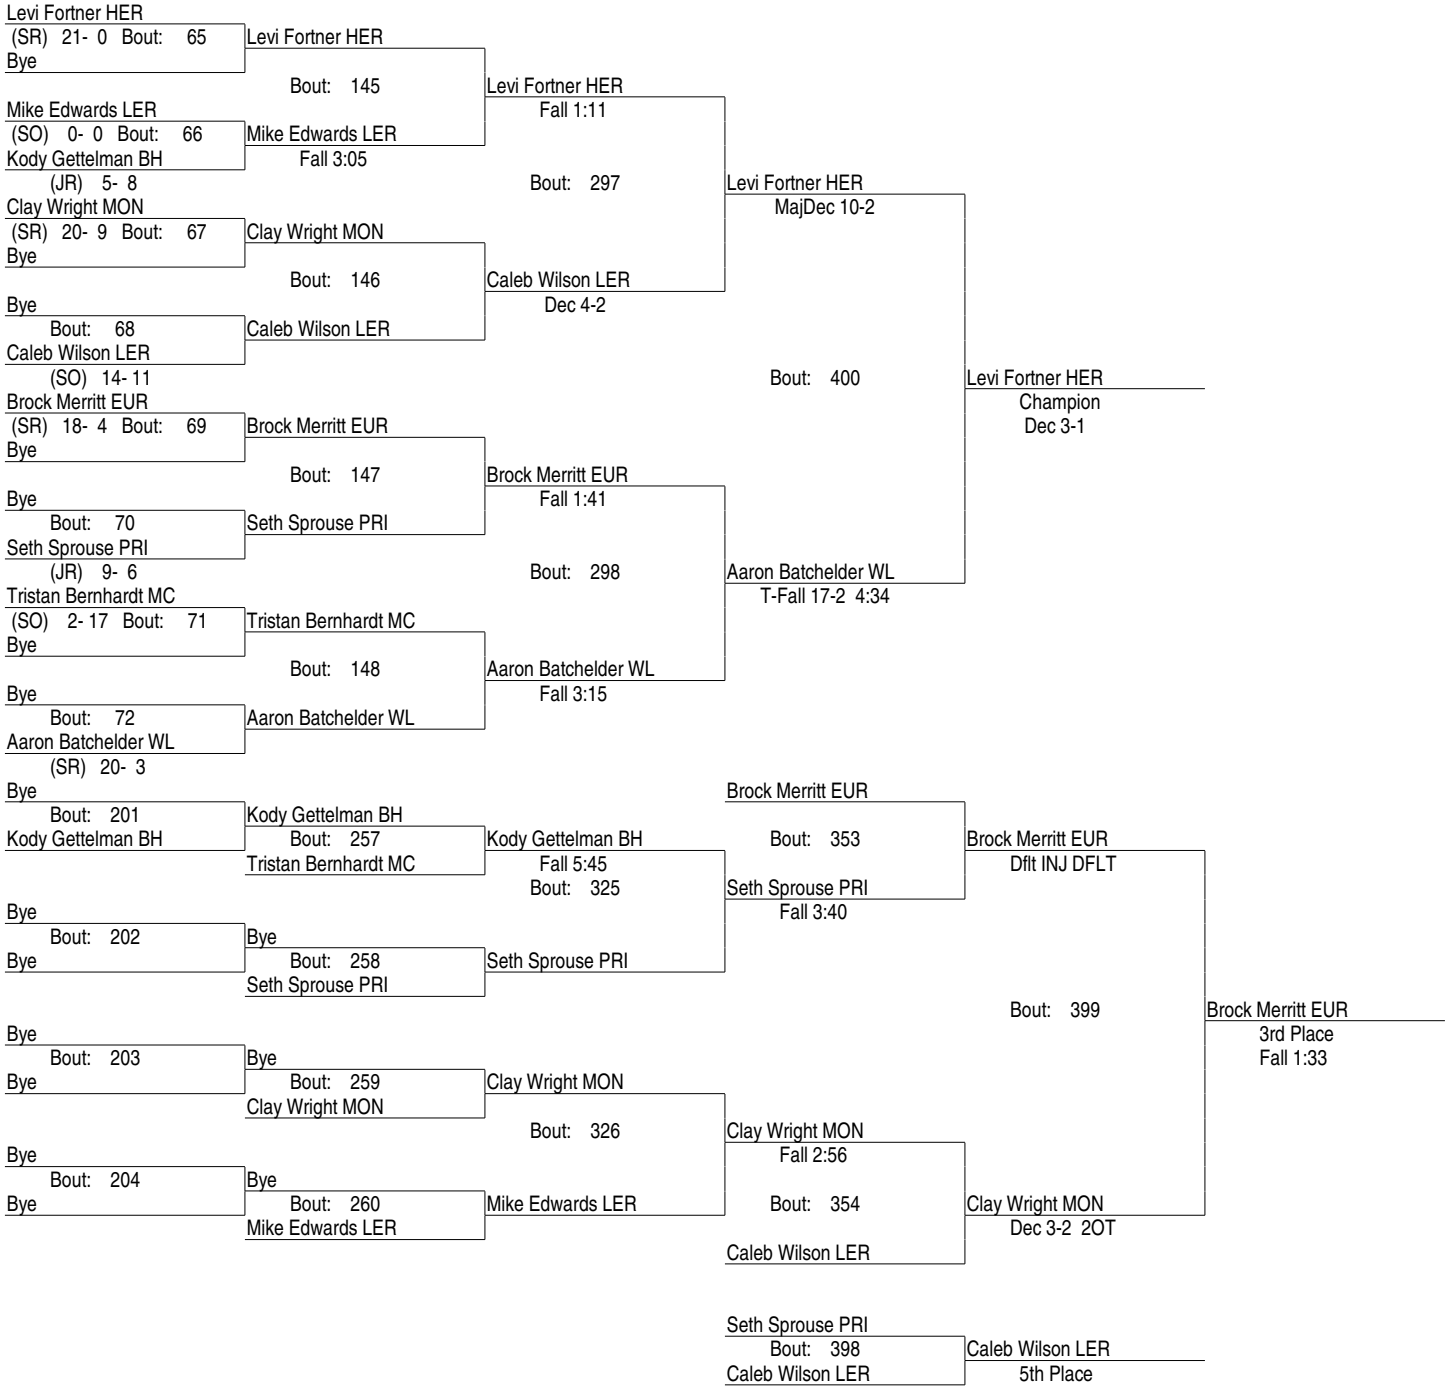 Levi Fortner HER
(SR) 21- 0 Bout: 65 Levi Fortner HER
Bye
Bout: 145 Levi Fortner HER
Mike Edwards LER Fall 1:11
(SO) 0- 0 Bout: 66 Mike Edwards LER
Kody Gettelman BH Fall 3:05
(JR) 5- 8 Bout: 297 Levi Fortner HER
Clay Wright MON MajDec 10-2
(SR) 20- 9 Bout: 67 Clay Wright MON
Bye
Bout: 146 Caleb Wilson LER
Bye Dec 4-2
Bout: 68 Caleb Wilson LER
Caleb Wilson LER
(SO) 14- 11 Bout: 400 Levi Fortner HER
Brock Merritt EUR Champion
(SR) 18- 4 Bout: 69 Brock Merritt EUR Dec 3-1
Bye
Bout: 147 Brock Merritt EUR
Bye Fall 1:41
Bout: 70 Seth Sprouse PRI
Seth Sprouse PRI
(JR) 9- 6 Bout: 298 Aaron Batchelder WL
Tristan Bernhardt MC T-Fall 17-2 4:34
(SO) 2- 17 Bout: 71 Tristan Bernhardt MC
Bye
Bout: 148 Aaron Batchelder WL
Bye Fall 3:15
Bout: 72 Aaron Batchelder WL
Aaron Batchelder WL
(SR) 20- 3
Bye Brock Merritt EUR
Bout: 201 Kody Gettelman BH
Kody Gettelman BH Bout: 257 Kody Gettelman BH Bout: 353 Brock Merritt EUR
Tristan Bernhardt MC Fall 5:45 Dflt INJ DFLT
Bout: 325 Seth Sprouse PRI
Bye Fall 3:40
Bout: 202 Bye
Bye Bout: 258 Seth Sprouse PRI
Seth Sprouse PRI
Bout: 399 Brock Merritt EUR
Bye 3rd Place
Bout: 203 Bye Fall 1:33
Bye Bout: 259 Clay Wright MON
Clay Wright MON
Bout: 326 Clay Wright MON
Bye Fall 2:56
Bout: 204 Bye
Bye Bout: 260 Mike Edwards LER Bout: 354 Clay Wright MON
Mike Edwards LER Dec 3-2 2OT
Caleb Wilson LER
Seth Sprouse PRI
Bout: 398 Caleb Wilson LER
Caleb Wilson LER 5th Place